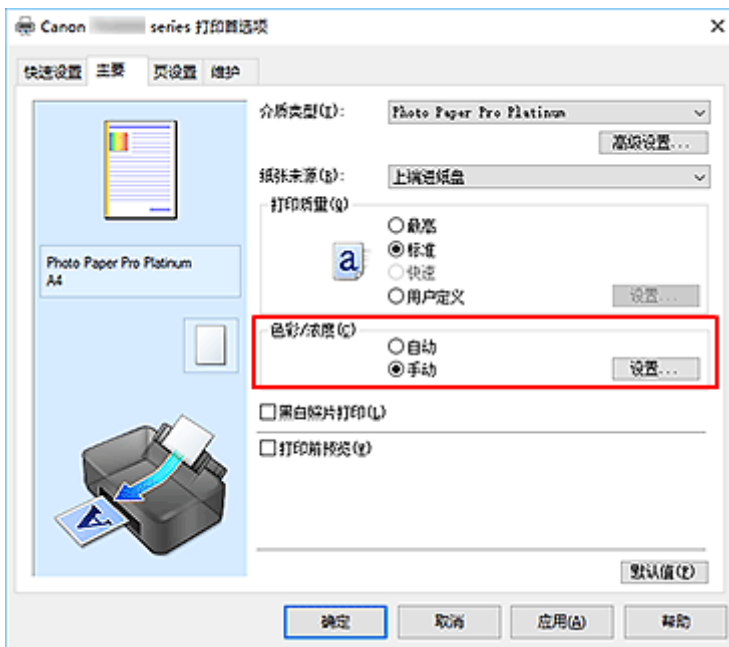 Canon series 打印首选项
快速设置 主要 页设置 维护
介质类型(I): Photo Paper Pro Platinum
高级设置...
纸张来源(R): 上端进纸盘
打印质量(Q)
最高
标准
快速
用户定义 设置...
Photo Paper Pro Platinum
A4
色彩/浓度(C)
自动
手动 设置...
黑白照片打印(L)
打印前预览(V)
默认值(F)
确定 取消 应用(A) 帮助